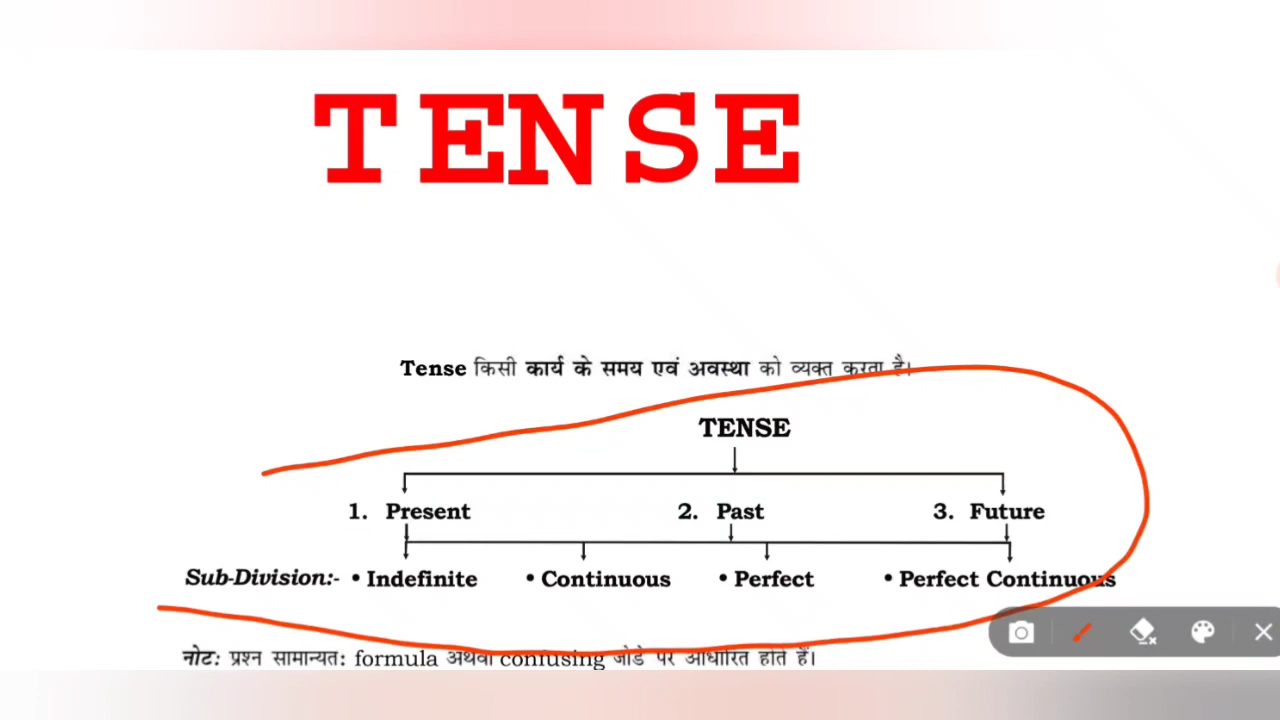 TENSE
Tense किसी कार्य के समय एवं अवस्था को व्यक्त करता है।
TENSE
1. Present 2. Past 3. Future
Sub-Division:- • Indefinite • Continuous • Perfect • Perfect Continuous
नोट: प्रश्न सामान्यत: formula अथवा confusing जोडे पर आधारित होते हैं।